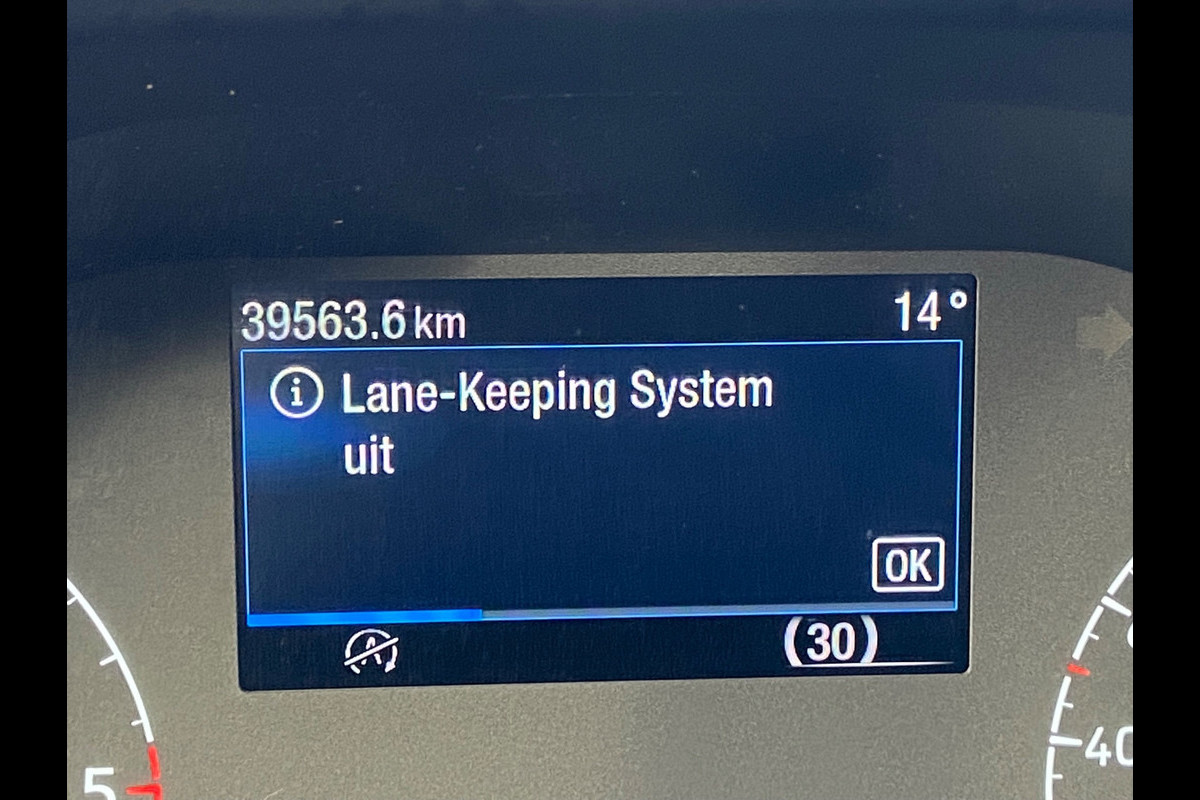 39563.6 km 14°
i Lane-Keeping System
uit
OK
A (30)
5 40